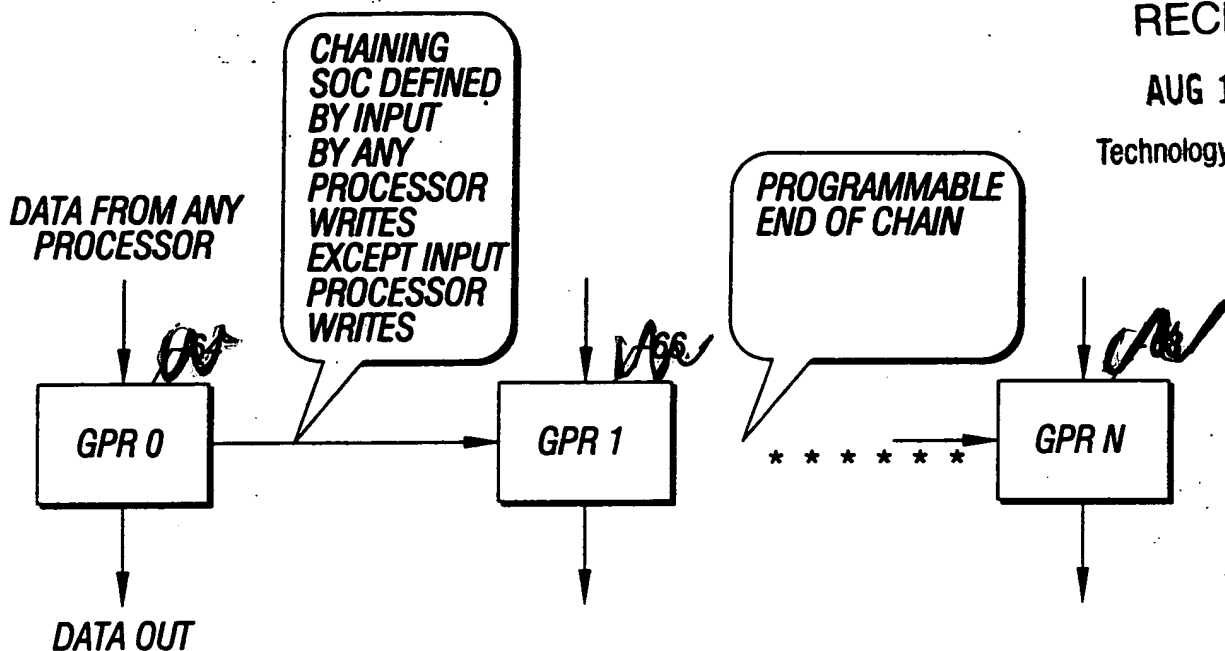 RECI
AUG 1
Technology
CHAINING
SOC DEFINED
BY INPUT
BY ANY
PROCESSOR
WRITES
EXCEPT INPUT
PROCESSOR
WRITES
PROGRAMMABLE
END OF CHAIN
DATA FROM ANY
PROCESSOR
66
GPR 0
GPR 1
* * * * * *
GPR N
DATA OUT